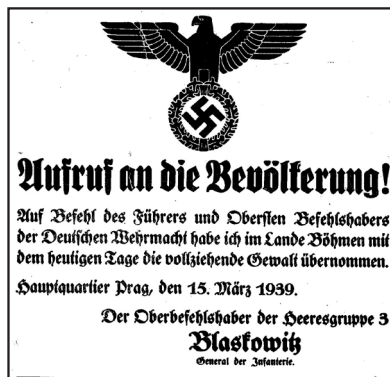 Aufruf an die Bevölkerung!
Auf Befehl des Führers und Obersten Befehlshabers
der Deutschen Wehrmacht habe ich im Lande Böhmen mit
dem heutigen Tage die vollziehende Gewalt übernommen.
Hauptquartier Prag, den 15. März 1939.
Der Oberbefehlshaber der Heeresgruppe 3
Blaskowitz
General der Infanterie.